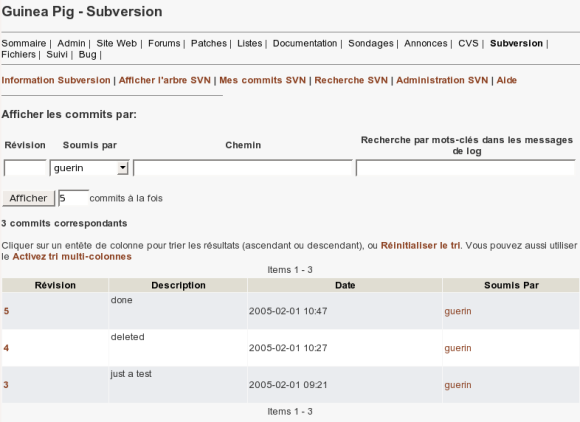 Guinea Pig - Subversion
Sommaire | Admin | Site Web | Forums | Patches | Listes | Documentation | Sondages | Annonces | CVS | Subversion |
Fichiers | Suivi | Bug |
Information Subversion | Afficher l'arbre SVN | Mes commits SVN | Recherche SVN | Administration SVN | Aide
Afficher les commits par:
Révision Soumis par Chemin Recherche par mots-clés dans les messages
de log
guerin
Afficher 5 commits à la fois
3 commits correspondants
Cliquer sur un entête de colonne pour trier les résultats (ascendant ou descendant), ou Réinitialiser le tri. Vous pouvez aussi utiliser
le Activez tri multi-colonnes
Items 1 - 3
Révision Description Date Soumis Par
5 done 2005-02-01 10:47 guerin
4 deleted 2005-02-01 10:27 guerin
3 just a test 2005-02-01 09:21 guerin
Items 1 - 3